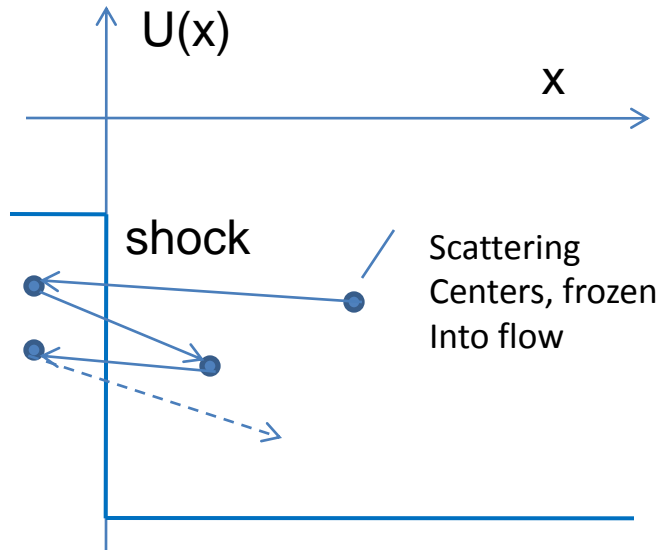 U(x)
x
shock
Scattering
Centers, frozen
Into flow